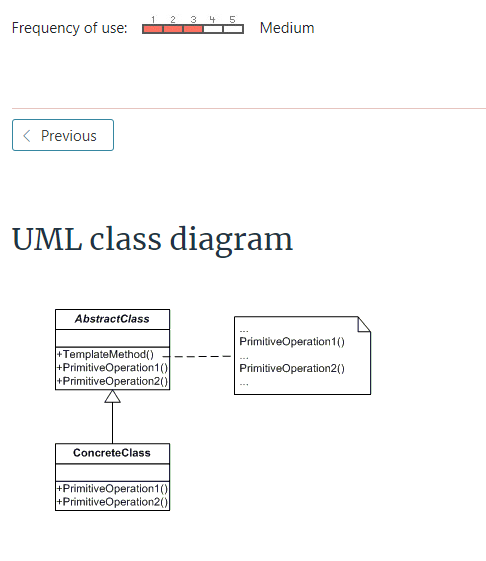 Frequency of use:
1 2 3 4 5
Medium
Previous
UML class diagram
AbstractClass
+TemplateMethod()
+PrimitiveOperation1()
+PrimitiveOperation2()
...
PrimitiveOperation1()
...
PrimitiveOperation2()
...
ConcreteClass
+PrimitiveOperation1()
+PrimitiveOperation2()